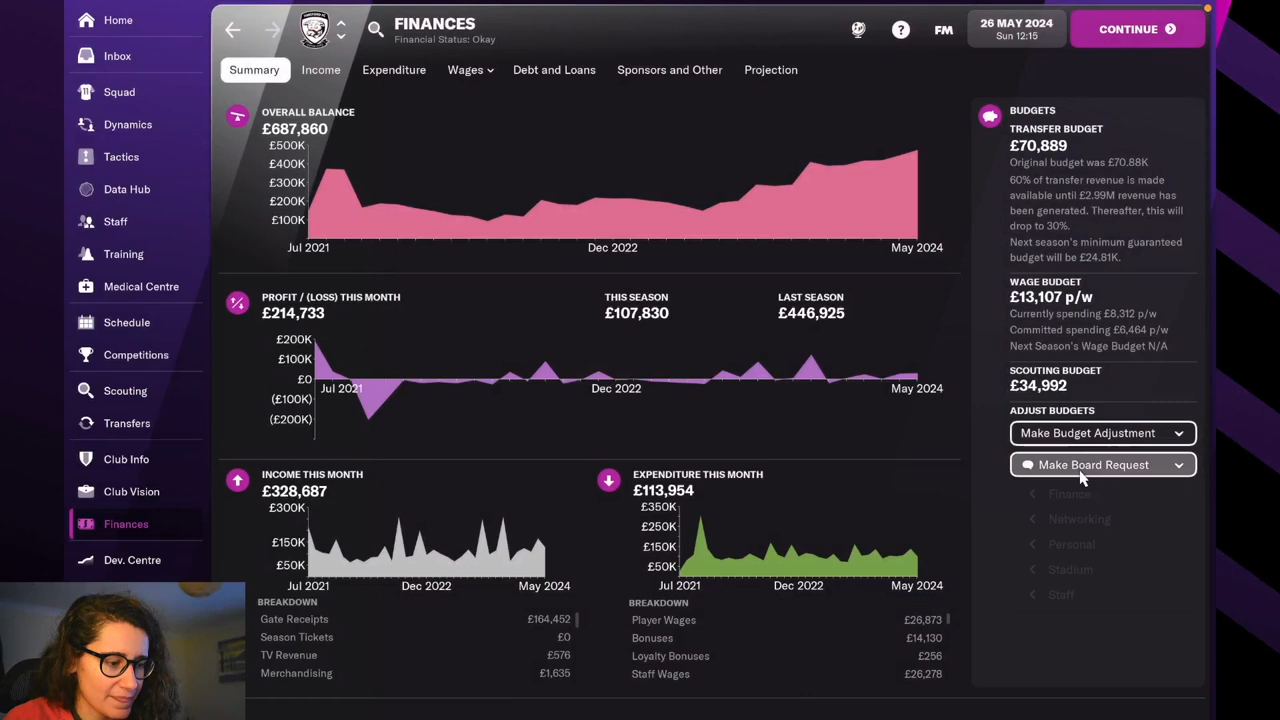 Home
Inbox
Squad
Dynamics
Tactics
Data Hub
Staff
Training
Medical Centre
Schedule
Competitions
Scouting
Transfers
Club Info
Club Vision
Finances
Dev. Centre
FINANCES
Financial Status: Okay
?
FM
26 MAY 2024
Sun 12:15
CONTINUE
Summary
Income
Expenditure
Wages
Debt and Loans
Sponsors and Other
Projection
OVERALL BALANCE
£687,860
£500K
£400K
£300K
£200K
£100K
Jul 2021
Dec 2022
May 2024
PROFIT / (LOSS) THIS MONTH
£214,733
THIS SEASON
£107,830
LAST SEASON
£446,925
£200K
£100K
£0
(£100K)
(£200K)
Jul 2021
Dec 2022
May 2024
INCOME THIS MONTH
£328,687
£300K
£150K
£50K
Jul 2021
Dec 2022
May 2024
BREAKDOWN
Gate Receipts £164,452
Season Tickets £0
TV Revenue £576
Merchandising £1,635
EXPENDITURE THIS MONTH
£113,954
£350K
£250K
£150K
£50K
Jul 2021
Dec 2022
May 2024
BREAKDOWN
Player Wages £26,873
Bonuses £14,130
Loyalty Bonuses £256
Staff Wages £26,278
BUDGETS
TRANSFER BUDGET
£70,889
Original budget was £70.88K
60% of transfer revenue is made
available until £2.99M revenue has
been generated. Thereafter, this will
drop to 30%.
Next season's minimum guaranteed
budget will be £24.81K.
WAGE BUDGET
£13,107 p/w
Currently spending £8,312 p/w
Committed spending £6,464 p/w
Next Season's Wage Budget N/A
SCOUTING BUDGET
£34,992
ADJUST BUDGETS
Make Budget Adjustment
Make Board Request
Finance
Networking
Personal
Stadium
Staff